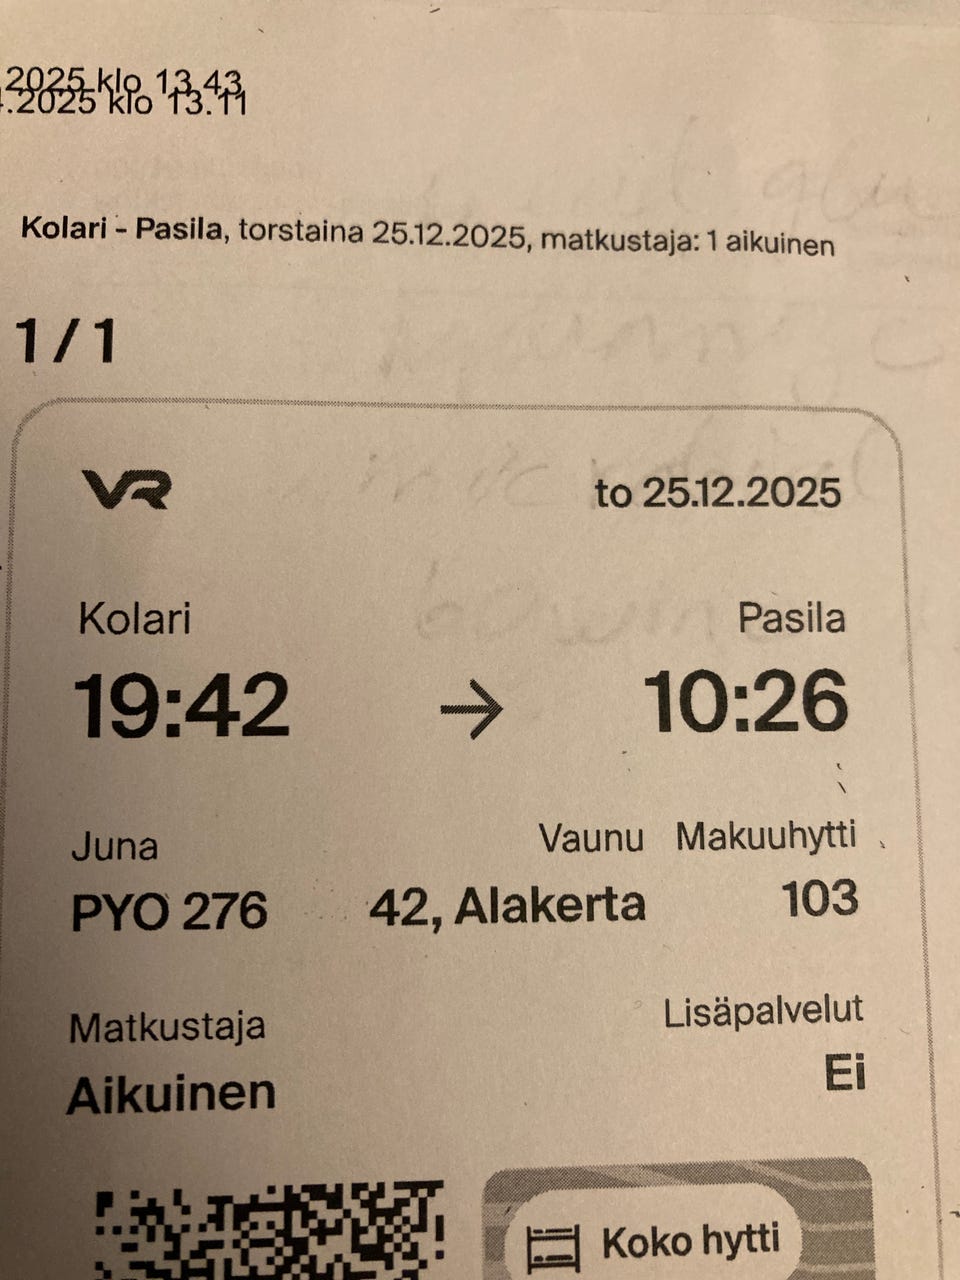 2025 klo 13.43
.2025 klo 13.11
Kolari - Pasila, torstaina 25.12.2025, matkustaja: 1 aikuinen
1 / 1
VR
to 25.12.2025
Kolari
Pasila
19:42 → 10:26
Juna
Vaunu Makuuhytti
PYO 276
42, Alakerta
103
Matkustaja
Lisäpalvelut
Aikuinen
Ei
Koko hytti